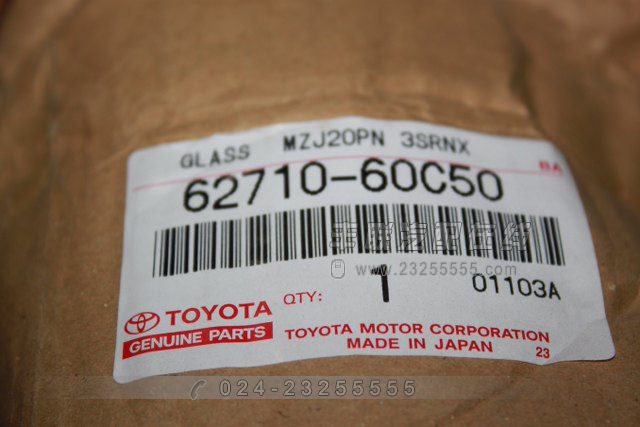 GLASS MZJ20PN 3SRNX
BA
62710-60C50
www.23255555.com
QTY: 1 01103A
TOYOTA
GENUINE PARTS
TOYOTA MOTOR CORPORATION
MADE IN JAPAN 23
024-23255555